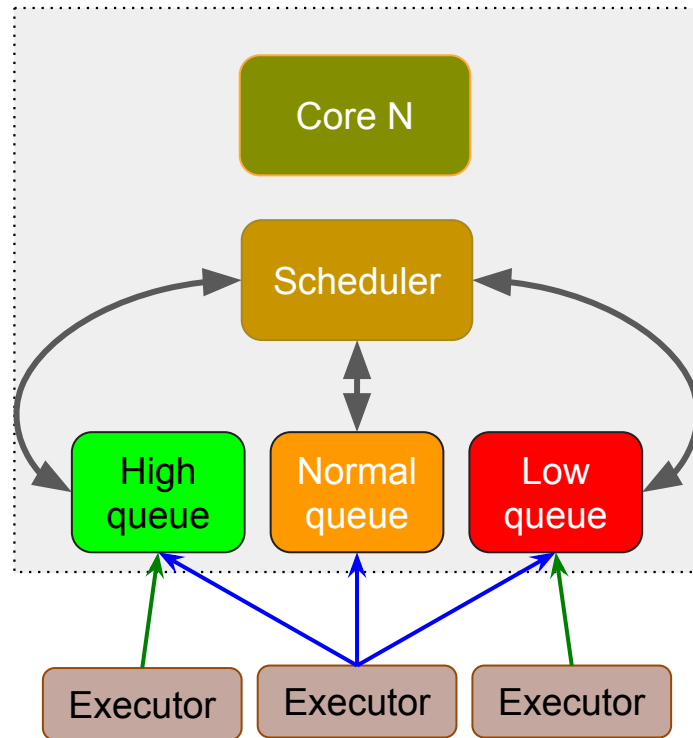 Core N
Scheduler
High
queue
Normal
queue
Low
queue
Executor
Executor
Executor